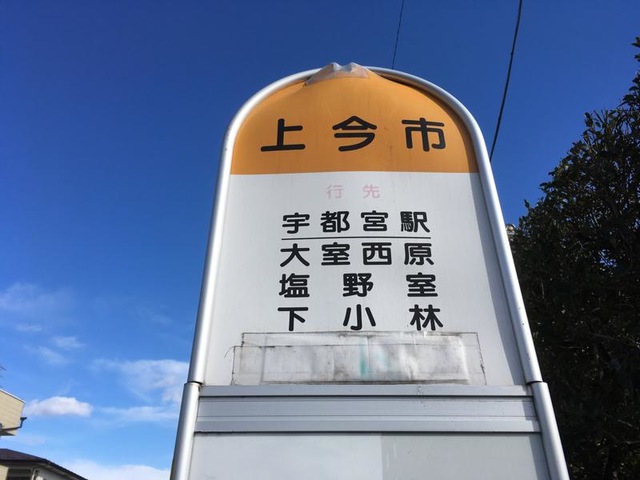 上今市
行先
宇都宮駅
大室西原
塩野室
下小林